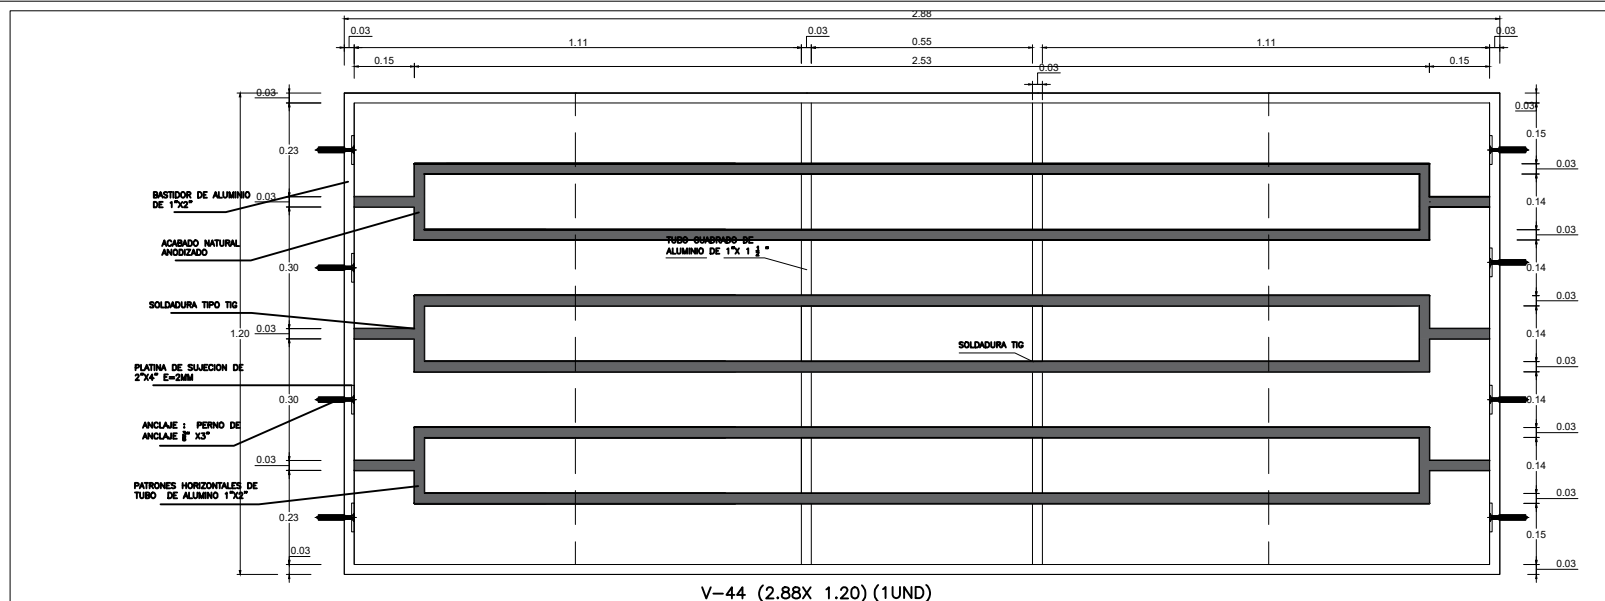 2.88
0.03
0.03
0.03
1.11
0.55
1.11
0.15
2.53
0.15
0.03
0.03
0.03
0.15
0.23
0.03
BASTIDOR DE ALUMINIO
DE 1"X2"
0.03
0.14
ACABADO NATURAL
ANODIZADO
0.03
TUBO CUADRADO DE
ALUMINIO DE 1"X 1 ½ "
0.30
0.14
SOLDADURA TIPO TIG
0.03
1.20
0.03
0.14
SOLDADURA TIG
PLATINA DE SUJECION DE
2"X4" E=2MM
0.03
0.30
0.14
ANCLAJE : PERNO DE
ANCLAJE ⅜" X3"
0.03
0.03
0.14
PATRONES HORIZONTALES DE
TUBO DE ALUMINO 1"X2"
0.03
0.23
0.15
0.03
0.03
V-44 (2.88X 1.20)(1UND)